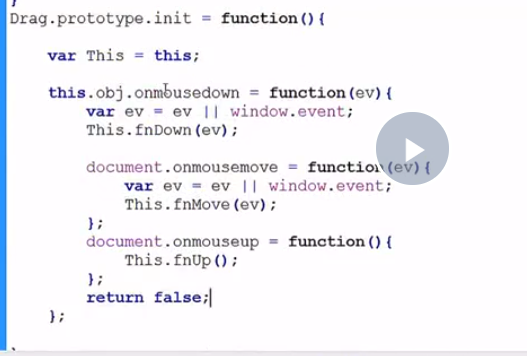 }
Drag.prototype.init = function(){
var This = this;
this.obj.onmousedown = function(ev){
var ev = ev || window.event;
This.fnDown(ev);
document.onmousemove = function(ev){
var ev = ev || window.event;
This.fnMove(ev);
};
document.onmouseup = function(){
This.fnUp();
};
return false;
};